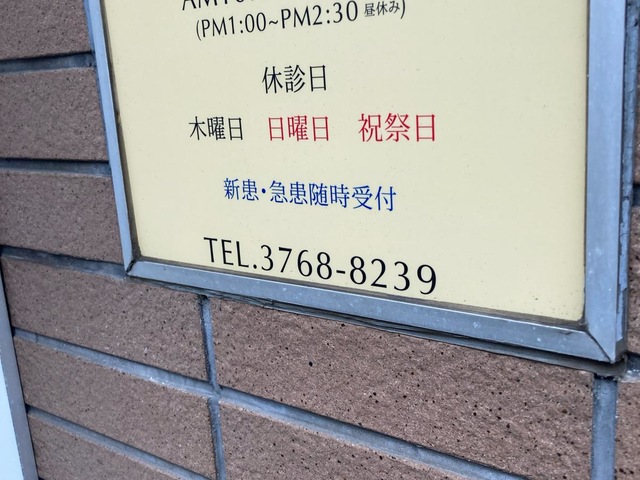 (PM1:00~PM2:30 昼休み)
休診日
木曜日 日曜日 祝祭日
新患・急患随時受付
TEL.3768-8239